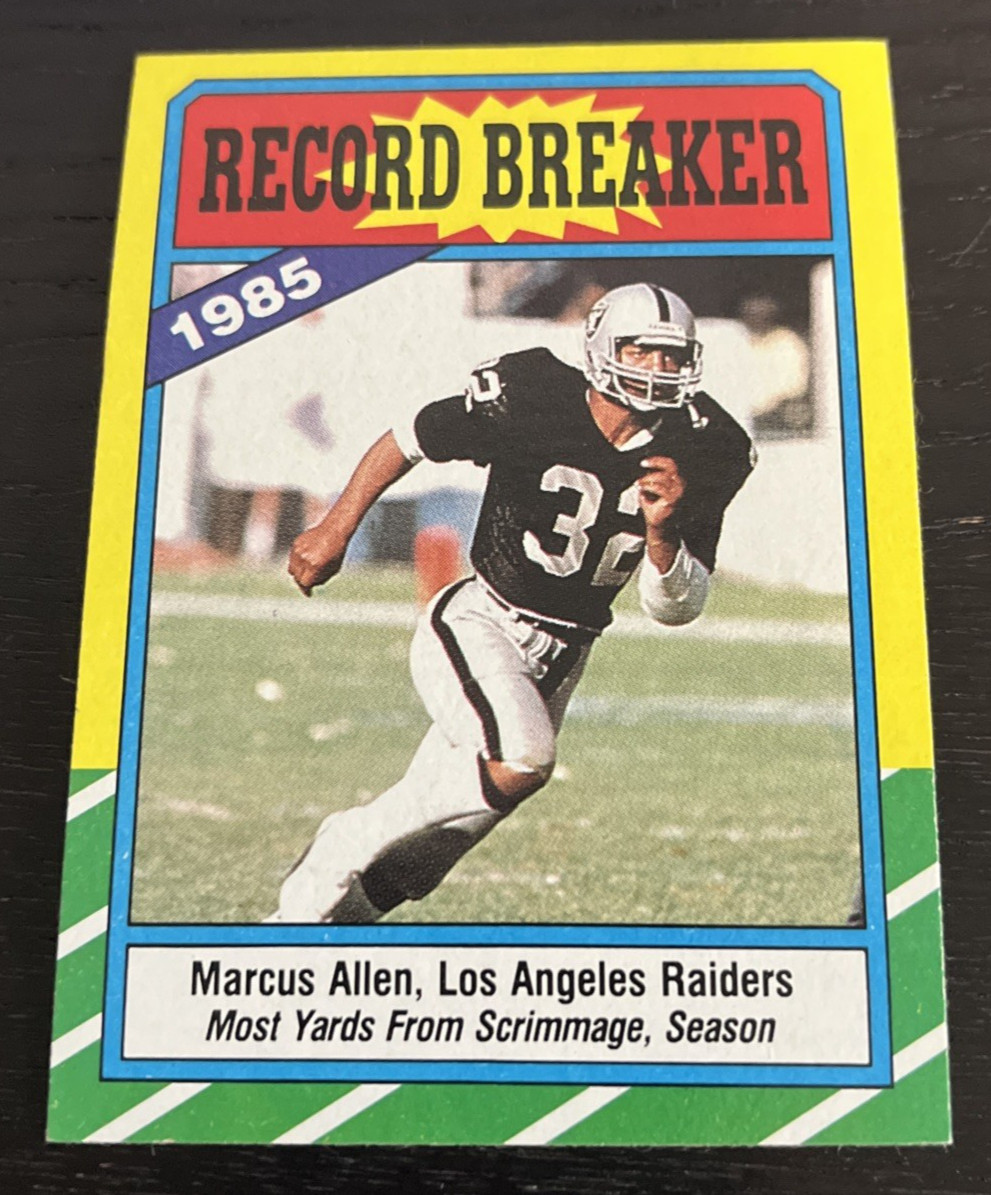 RECORD BREAKER
1985
32
Marcus Allen, Los Angeles Raiders
Most Yards From Scrimmage, Season